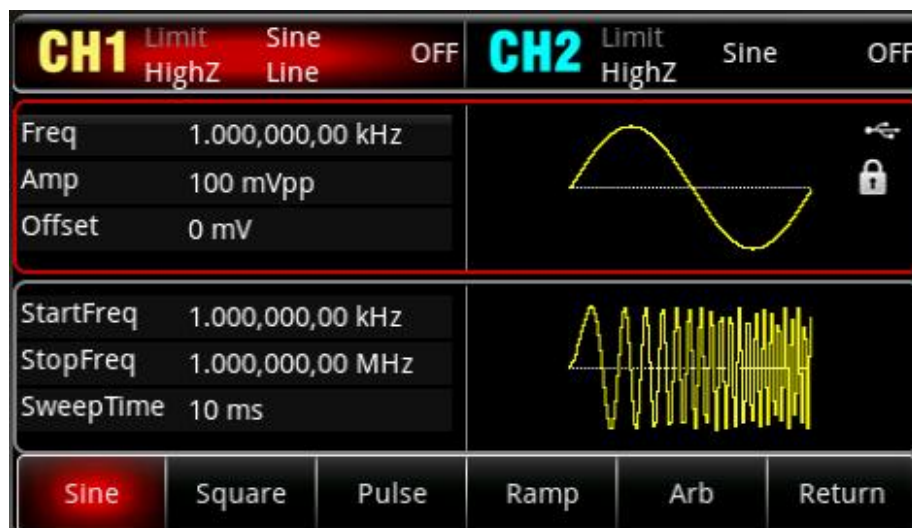 CH1 Limit Sine OFF CH2 Limit Sine OFF
HighZ Line HighZ
Freq 1.000,000,00 kHz
Amp 100 mVpp
Offset 0 mV
StartFreq 1.000,000,00 kHz
StopFreq 1.000,000,00 MHz
SweepTime 10 ms
Sine Square Pulse Ramp Arb Return